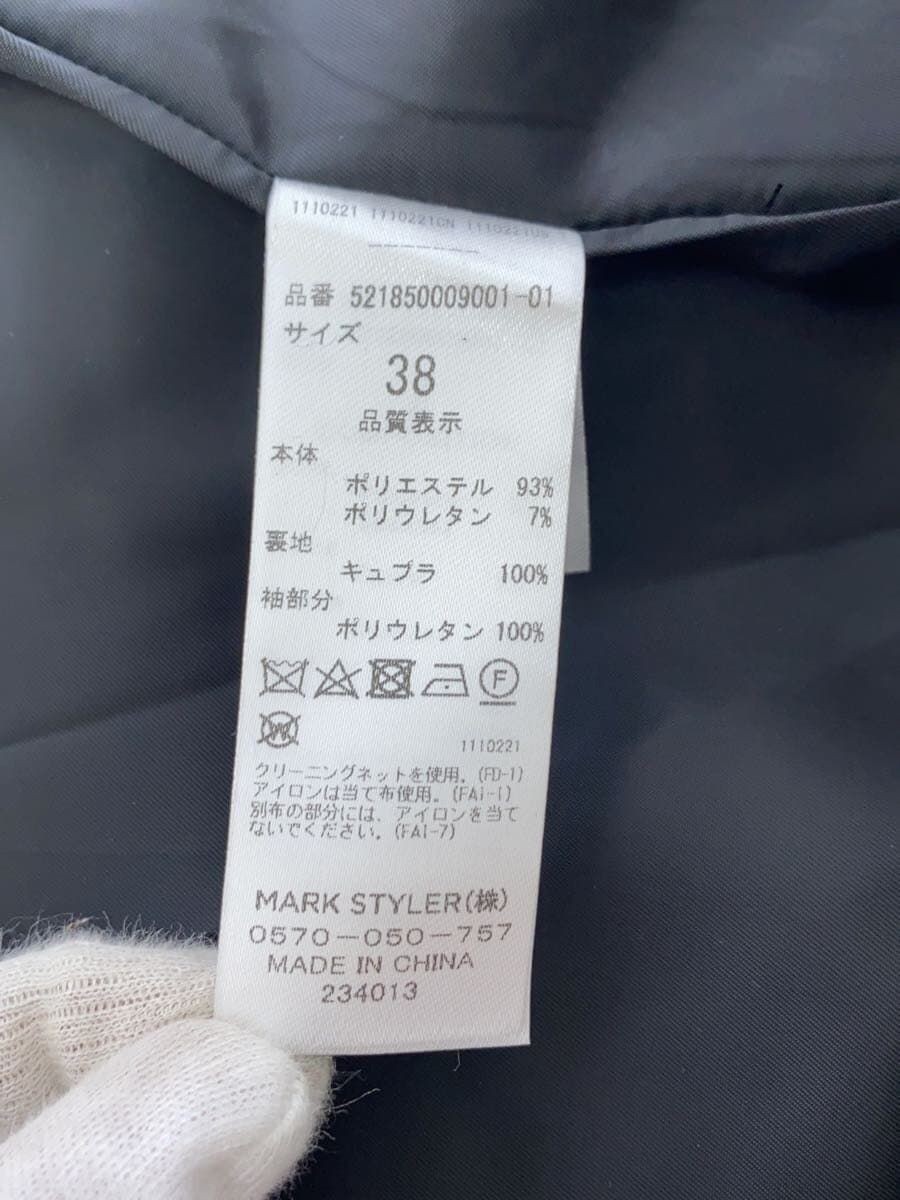 1110221 1110221CN 1110221US
品番 521850009001-01
サイズ
38
品質表示
本体
ポリエステル 93%
ポリウレタン 7%
裏地
キュプラ 100%
袖部分
ポリウレタン 100%
F
W
1110221
クリーニングネットを使用。(FD-1)
アイロンは当て布使用。(FAI-1)
別布の部分には、アイロンを当て
ないでください。(FAI-7)
MARK STYLER(株)
0570-050-757
MADE IN CHINA
234013